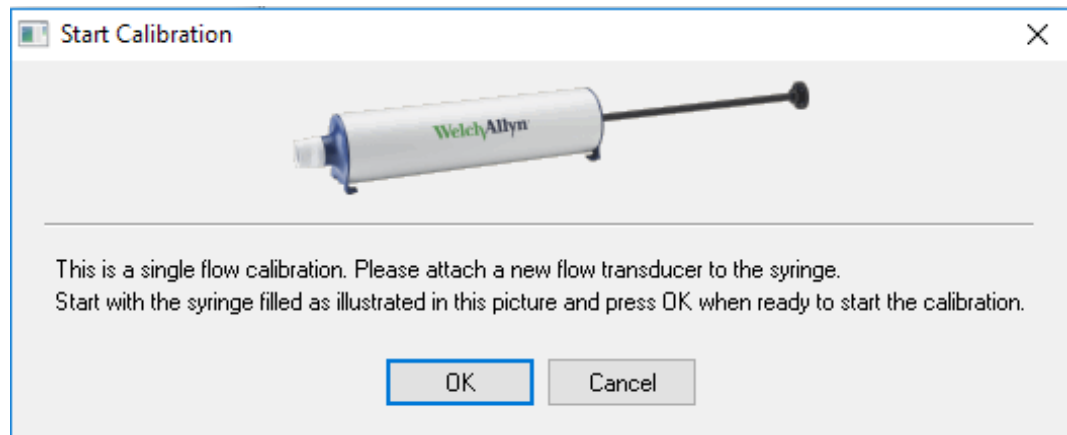 Start Calibration
WelchAllyn
This is a single flow calibration. Please attach a new flow transducer to the syringe.
Start with the syringe filled as illustrated in this picture and press OK when ready to start the calibration.
OK
Cancel